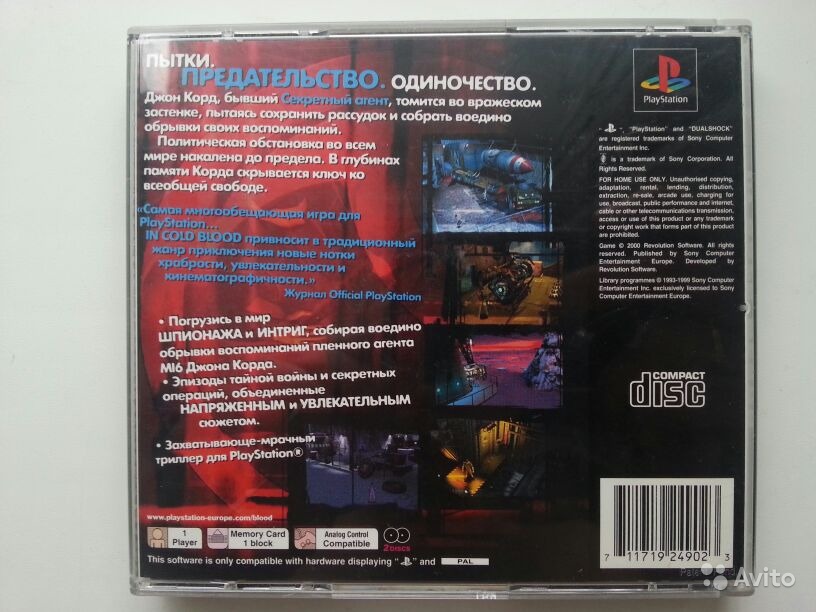 ПЫТКИ.
ПРЕДАТЕЛЬСТВО. ОДИНОЧЕСТВО.
Джон Корд, бывший Секретный агент, томится во вражеском
застенке, пытаясь сохранить рассудок и собрать воедино
обрывки своих воспоминаний.
Политическая обстановка во всем
мире накалена до предела. В глубинах
памяти Корда скрывается ключ ко
всеобщей свободе.
«Самая многообещающая игра для
PlayStation...
IN COLD BLOOD привносит в традиционный
жанр приключения новые нотки
храбрости, увлекательности и
кинематографичности.»
Журнал Official PlayStation
• Погрузись в мир
ШПИОНАЖА и ИНТРИГ, собирая воедино
обрывки воспоминаний пленного агента
MI6 Джона Корда.
• Эпизоды тайной войны и секретных
операций, объединенные
НАПРЯЖЕННЫМ и УВЛЕКАТЕЛЬНЫМ
сюжетом.
• Захватывающе-мрачный
триллер для PlayStation®
www.playstation-europe.com/blood
1
Player
Memory Card
1 block
Analog Control
Compatible
2 DISCS
This software is only compatible with hardware displaying " " and PAL
PlayStation
" ", "PlayStation" and "DUALSHOCK"
are registered trademarks of Sony Computer
Entertainment Inc.
is a trademark of Sony Corporation. All
Rights Reserved.
FOR HOME USE ONLY. Unauthorised copying,
adaptation, rental, lending, distribution,
extraction, re-sale, arcade use, charging for
use, broadcast, public performance and internet,
cable or other telecommunications transmission,
access or use of this product or any trademark
or copyright work that forms part of this product
are prohibited.
Game © 2000 Revolution Software. All rights
reserved. Published by Sony Computer
Entertainment Europe. Developed by
Revolution Software.
Library programmes © 1993-1999 Sony Computer
Entertainment Inc. exclusively licensed to Sony
Computer Entertainment Europe.
COMPACT
disc
7 11719 24902 3
Avito